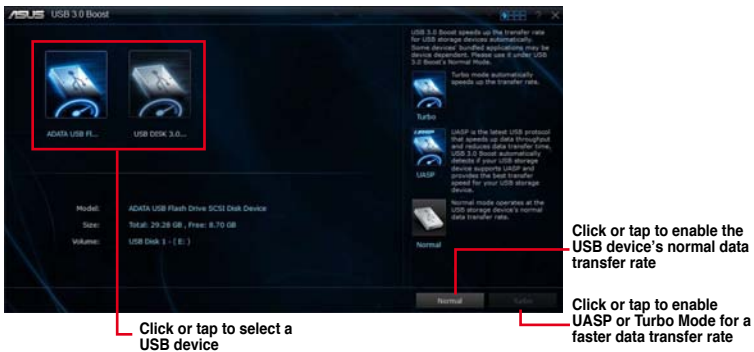 ASUS USB 3.0 Boost
?
USB 3.0 Boost speeds up the transfer rate
for USB storage devices automatically.
Some devices' bundled applications may be
device dependent. Please use it under USB
3.0 Boost's Normal Mode.
Turbo mode automatically
speeds up the transfer rate.
Turbo
UASP is the latest USB protocol
that speeds up data throughput
and reduces data transfer time.
USB 3.0 Boost automatically
detects if your USB storage
device supports UASP and
provides the best transfer
speed for your USB storage
device.
UASP
Normal mode operates at the
USB storage device's normal
data transfer rate.
Normal
ADATA USB Fl...
USB DISK 3.0...
Model: ADATA USB Flash Drive SCSI Disk Device
Size: Total: 29.28 GB , Free: 8.70 GB
Volume: USB Disk 1 - ( E: )
Normal
Turbo
Click or tap to enable the
USB device's normal data
transfer rate
Click or tap to enable
UASP or Turbo Mode for a
faster data transfer rate
Click or tap to select a
USB device